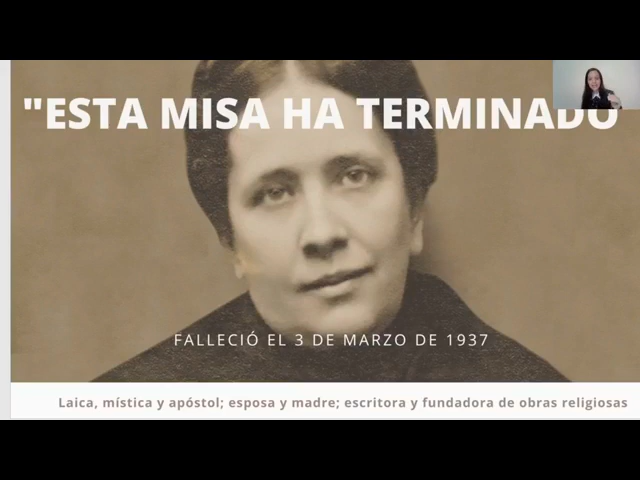 "ESTA MISA HA TERMINADO
FALLECIÓ EL 3 DE MARZO DE 1937
Laica, mística y apóstol; esposa y madre; escritora y fundadora de obras religiosas